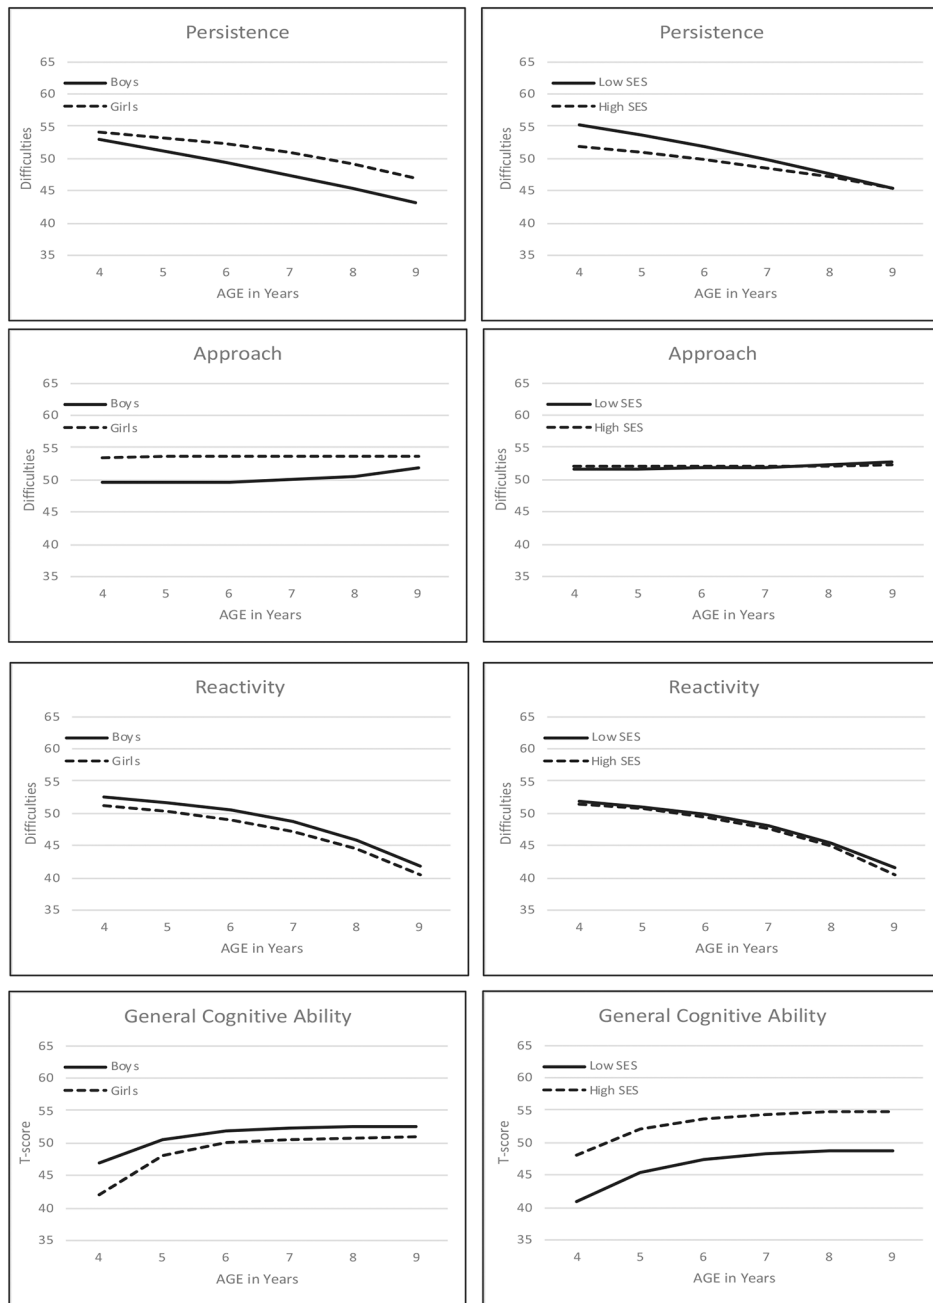 Persistence
65
60
55
50
45
40
35
Difficulties
Boys
Girls
4 5 6 7 8 9
AGE in Years
Persistence
65
60
55
50
45
40
35
Difficulties
Low SES
High SES
4 5 6 7 8 9
AGE in Years
Approach
65
60
55
50
45
40
35
Difficulties
Boys
Girls
4 5 6 7 8 9
AGE in Years
Approach
65
60
55
50
45
40
35
Difficulties
Low SES
High SES
4 5 6 7 8 9
AGE in Years
Reactivity
65
60
55
50
45
40
35
Difficulties
Boys
Girls
4 5 6 7 8 9
AGE in Years
Reactivity
65
60
55
50
45
40
35
Difficulties
Low SES
High SES
4 5 6 7 8 9
AGE in Years
General Cognitive Ability
65
60
55
50
45
40
35
T-score
Boys
Girls
4 5 6 7 8 9
AGE in Years
General Cognitive Ability
65
60
55
50
45
40
35
T-score
Low SES
High SES
4 5 6 7 8 9
AGE in Years